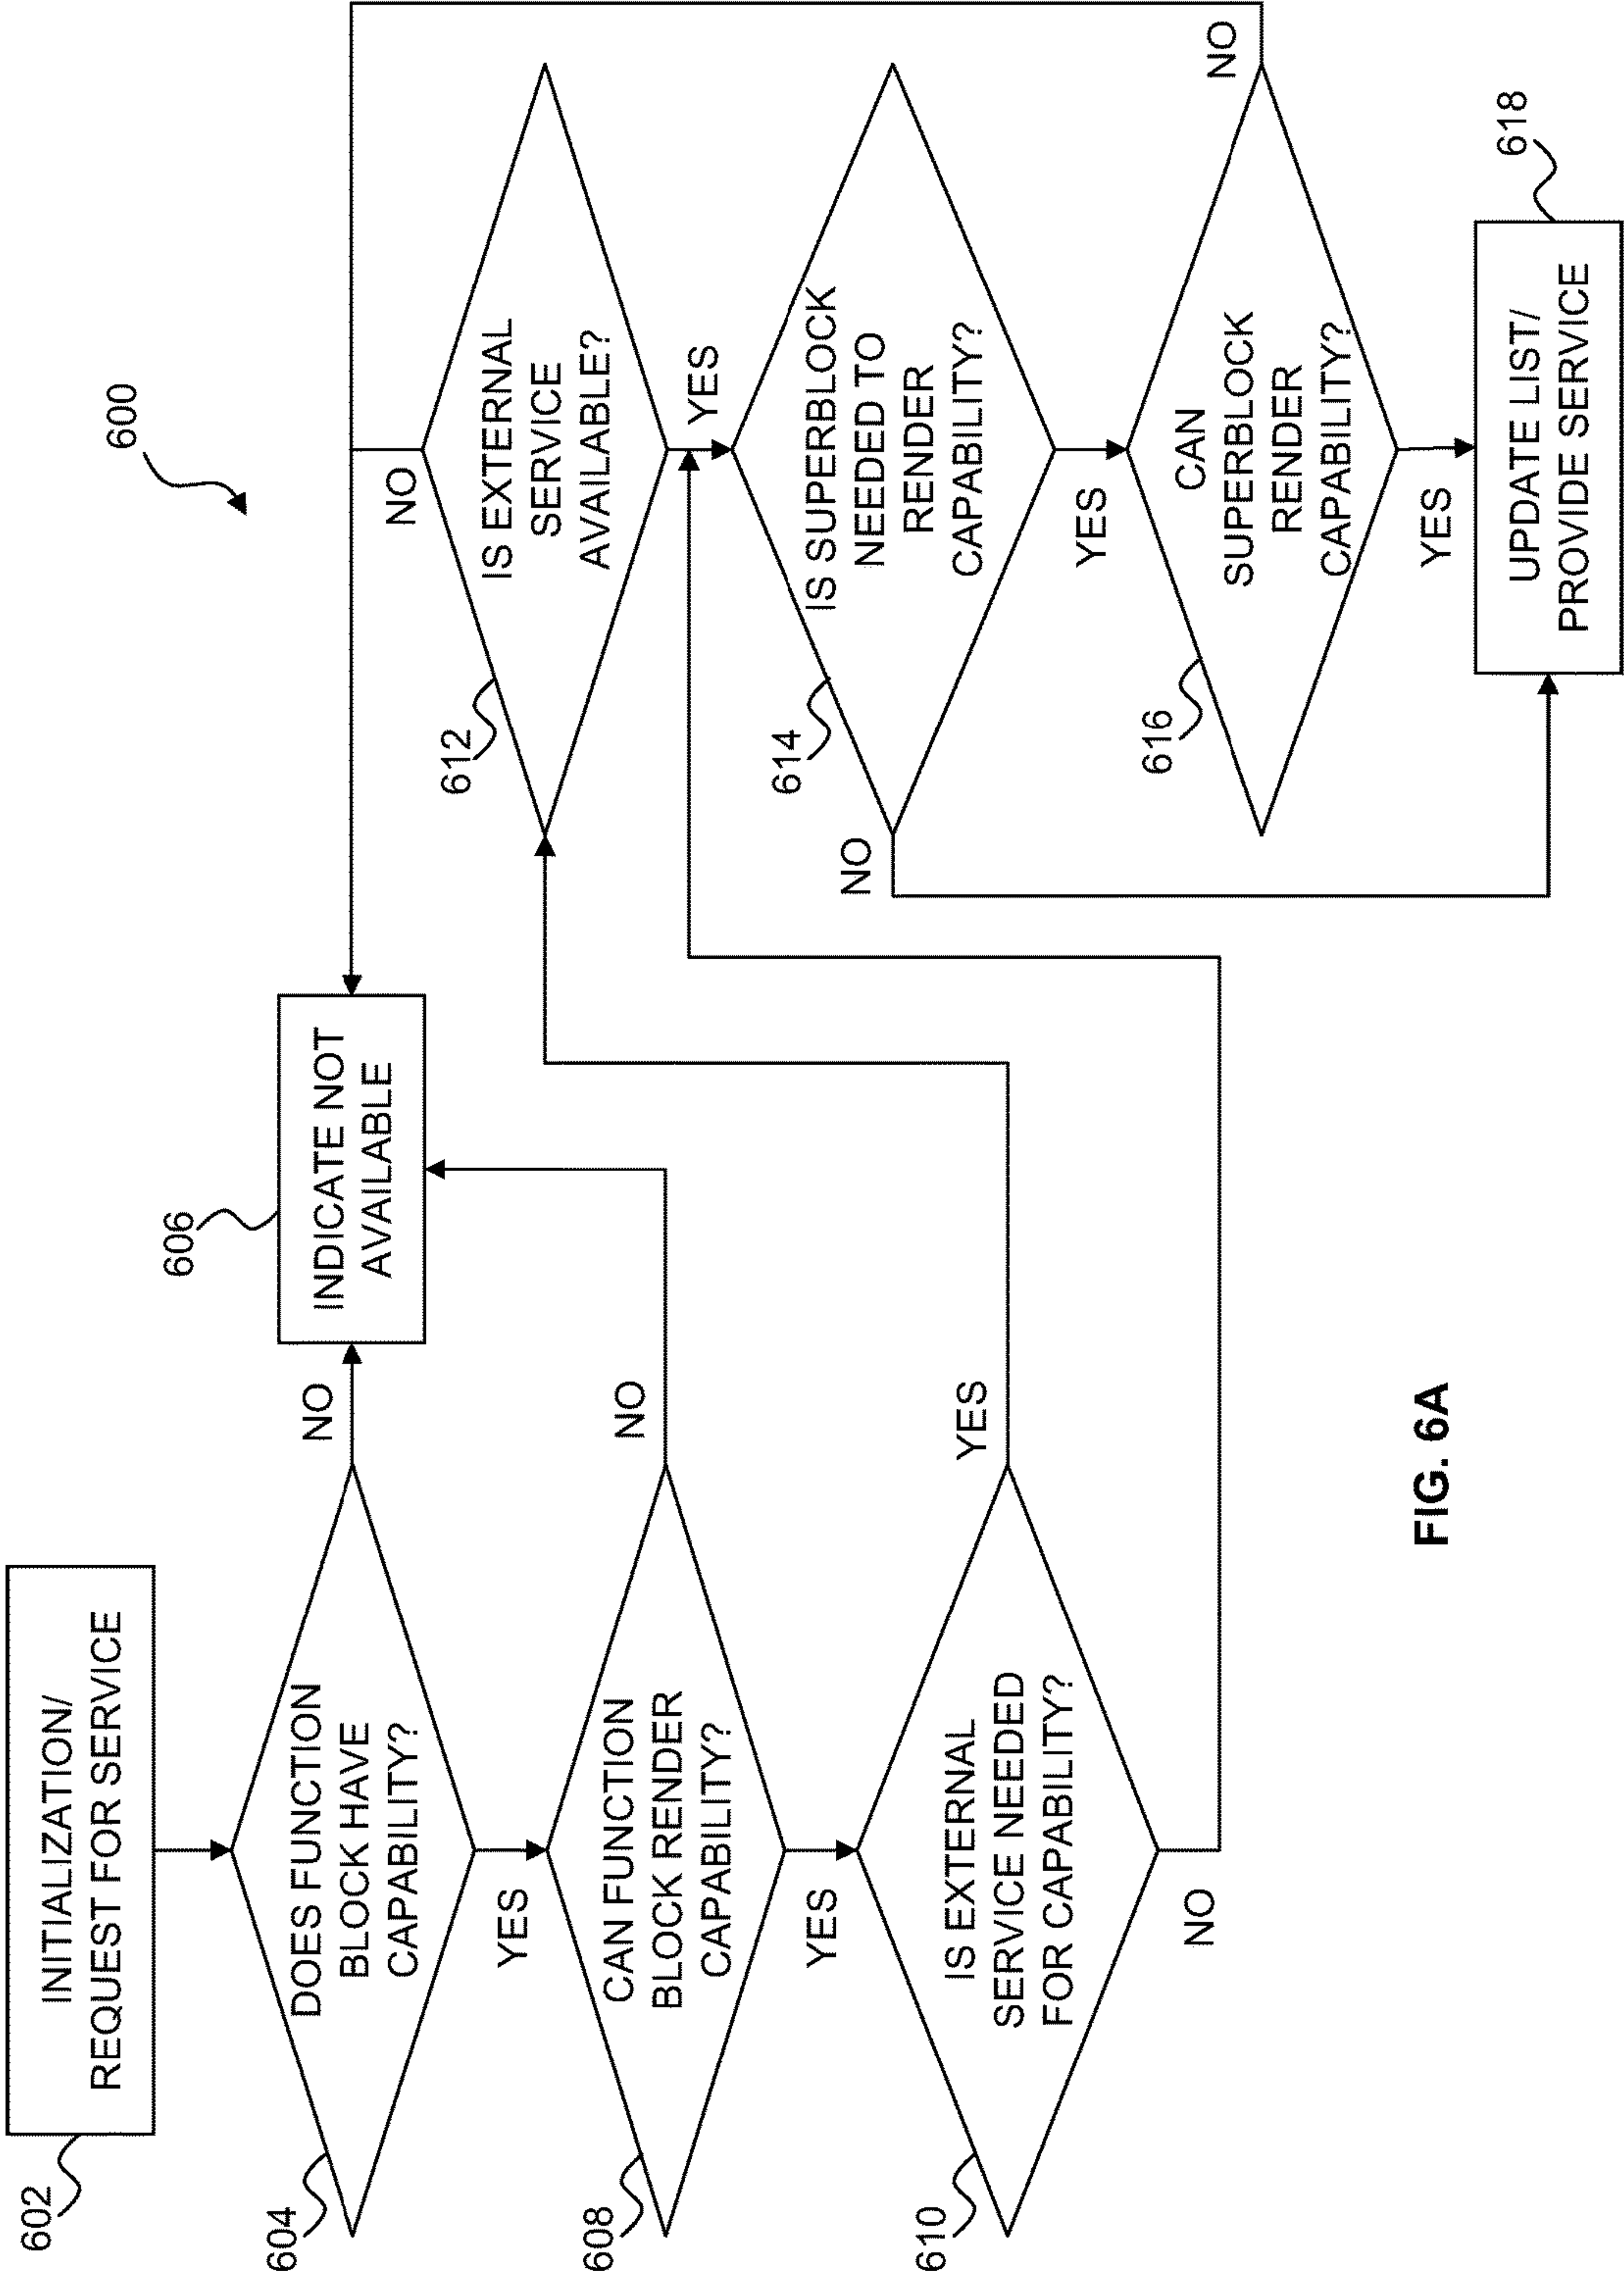 600
602
INITIALIZATION/
REQUEST FOR SERVICE
604
DOES FUNCTION
BLOCK HAVE
CAPABILITY?
NO
YES
606
INDICATE NOT
AVAILABLE
608
CAN FUNCTION
BLOCK RENDER
CAPABILITY?
NO
YES
610
IS EXTERNAL
SERVICE NEEDED
FOR CAPABILITY?
YES
NO
612
IS EXTERNAL
SERVICE
AVAILABLE?
NO
YES
614
IS SUPERBLOCK
NEEDED TO
RENDER
CAPABILITY?
NO
YES
616
CAN
SUPERBLOCK
RENDER
CAPABILITY?
NO
YES
618
UPDATE LIST/
PROVIDE SERVICE
FIG. 6A